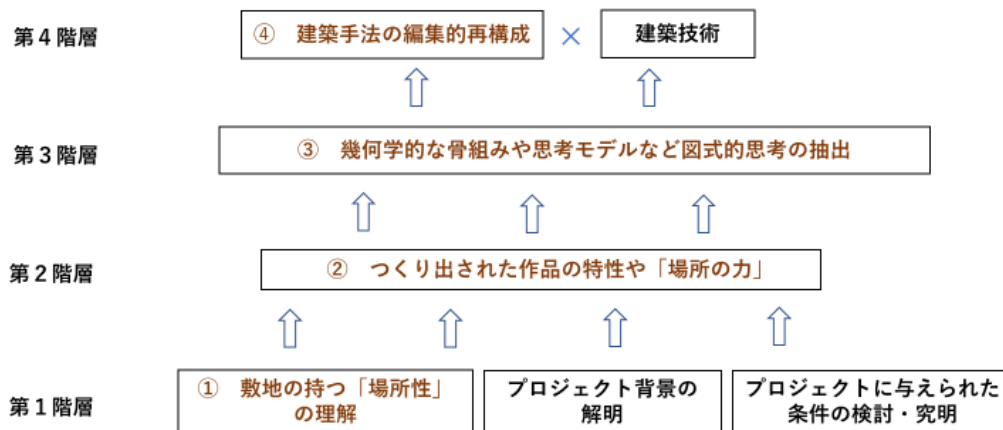 第４階層
④　建築手法の編集的再構成
×
建築技術
第３階層
③　幾何学的な骨組みや思考モデルなど図式的思考の抽出
第２階層
②　つくり出された作品の特性や「場所の力」
第１階層
①　敷地の持つ「場所性」
の理解
プロジェクト背景の
解明
プロジェクトに与えられた
条件の検討・究明